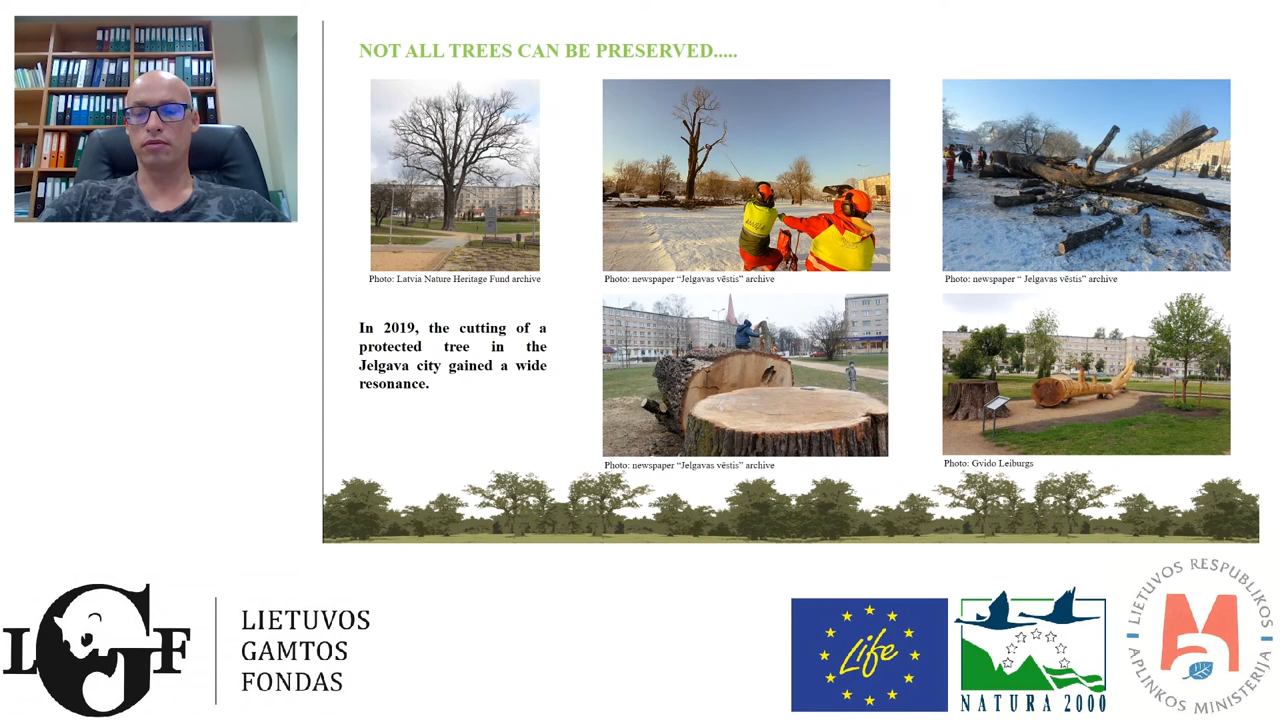 NOT ALL TREES CAN BE PRESERVED.....
Photo: Latvia Nature Heritage Fund archive
Photo: newspaper “Jelgavas vēstis” archive
Photo: newspaper “ Jelgavas vēstis” archive
In 2019, the cutting of a
protected tree in the
Jelgava city gained a wide
resonance.
Photo: newspaper “Jelgavas vēstis” archive
Photo: Gvido Leiburgs
LGF
LIETUVOS
GAMTOS
FONDAS
Life
NATURA 2000
LIETUVOS RESPUBLIKOS
APLINKOS MINISTERIJA